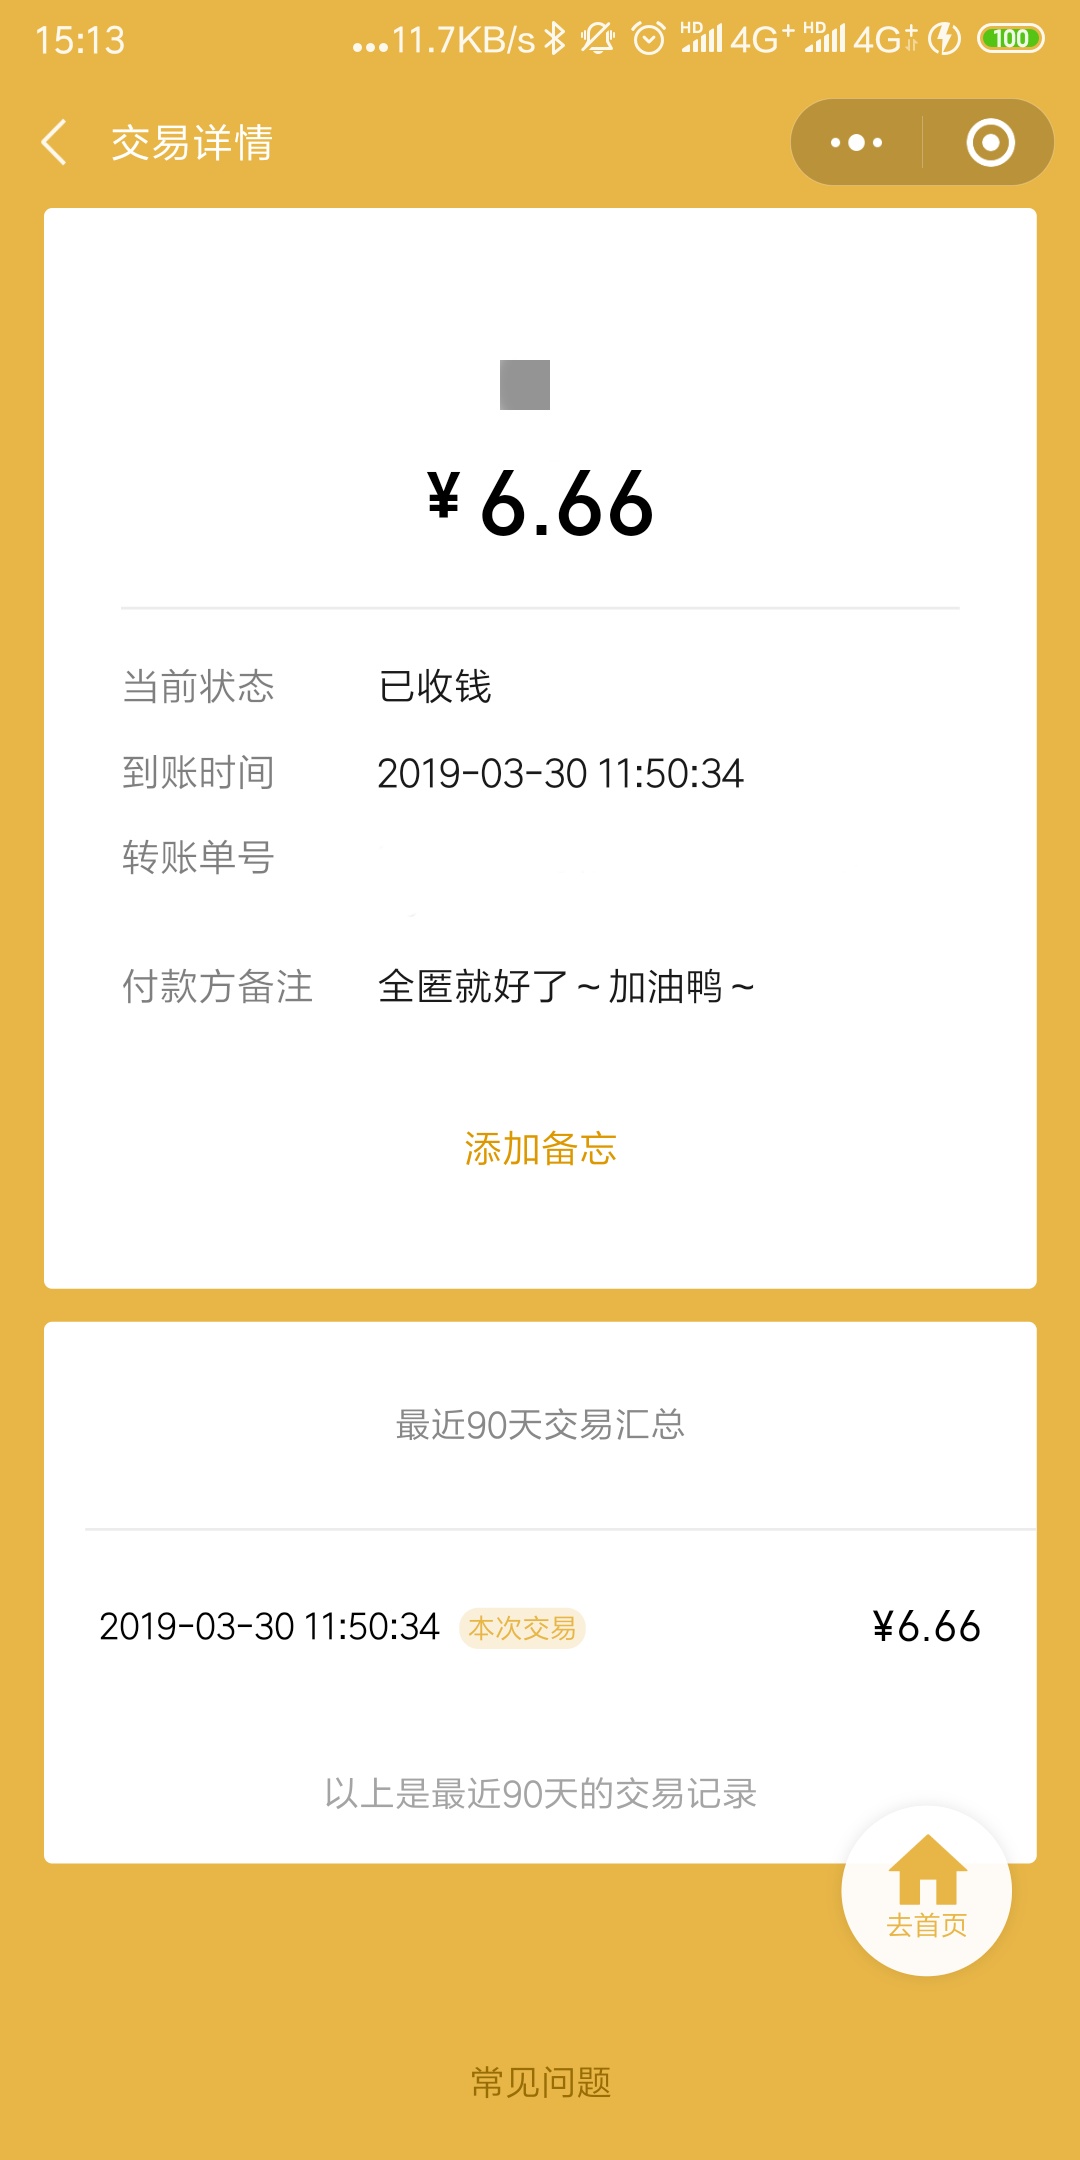 15:13
...11.7KB/s HD 4G+ HD 4G+ 100
交易详情
¥6.66
当前状态 已收钱
到账时间 2019-03-30 11:50:34
转账单号
付款方备注 全匿就好了~加油鸭~
添加备忘
最近90天交易汇总
2019-03-30 11:50:34 本次交易 ¥6.66
以上是最近90天的交易记录
去首页
常见问题